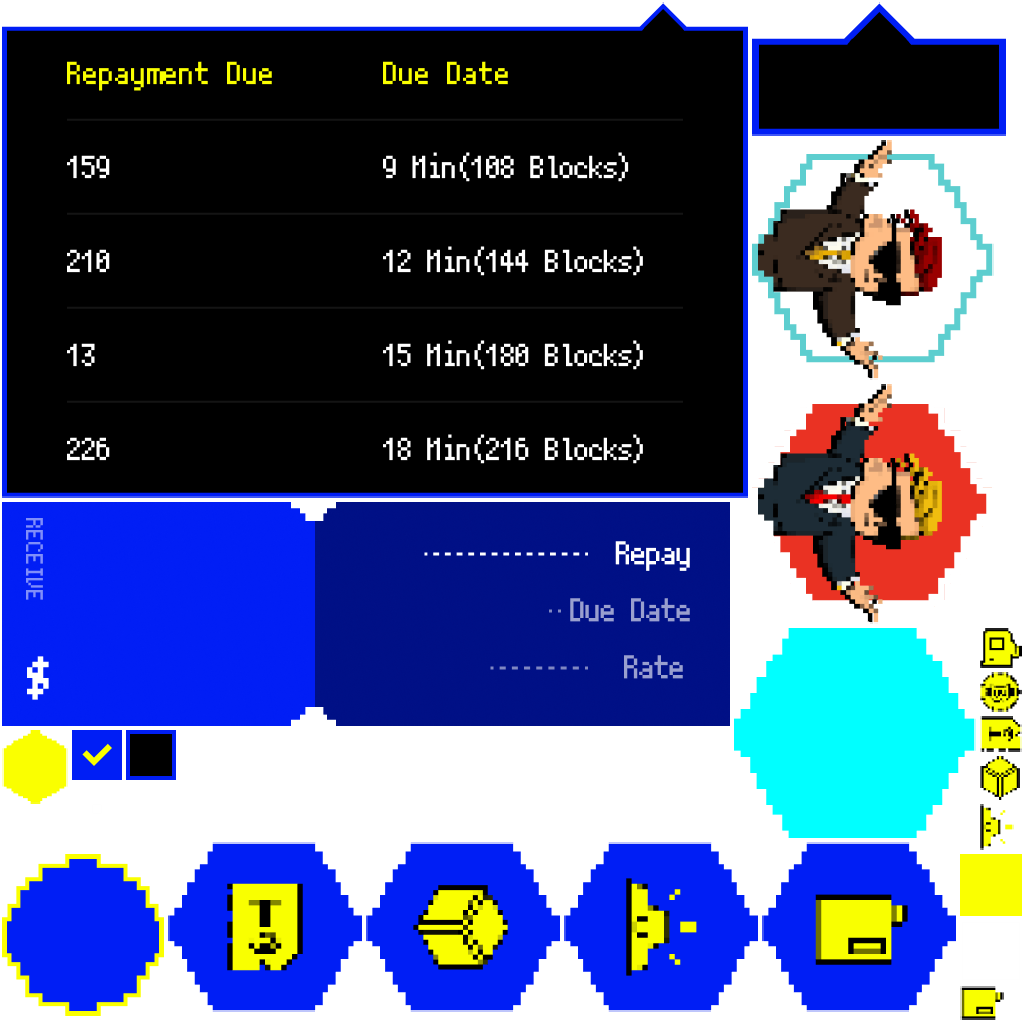 Repayment Due Due Date
159 9 Min(108 Blocks)
210 12 Min(144 Blocks)
13 15 Min(180 Blocks)
226 18 Min(216 Blocks)
RECEIVE
$
Repay
Due Date
Rate